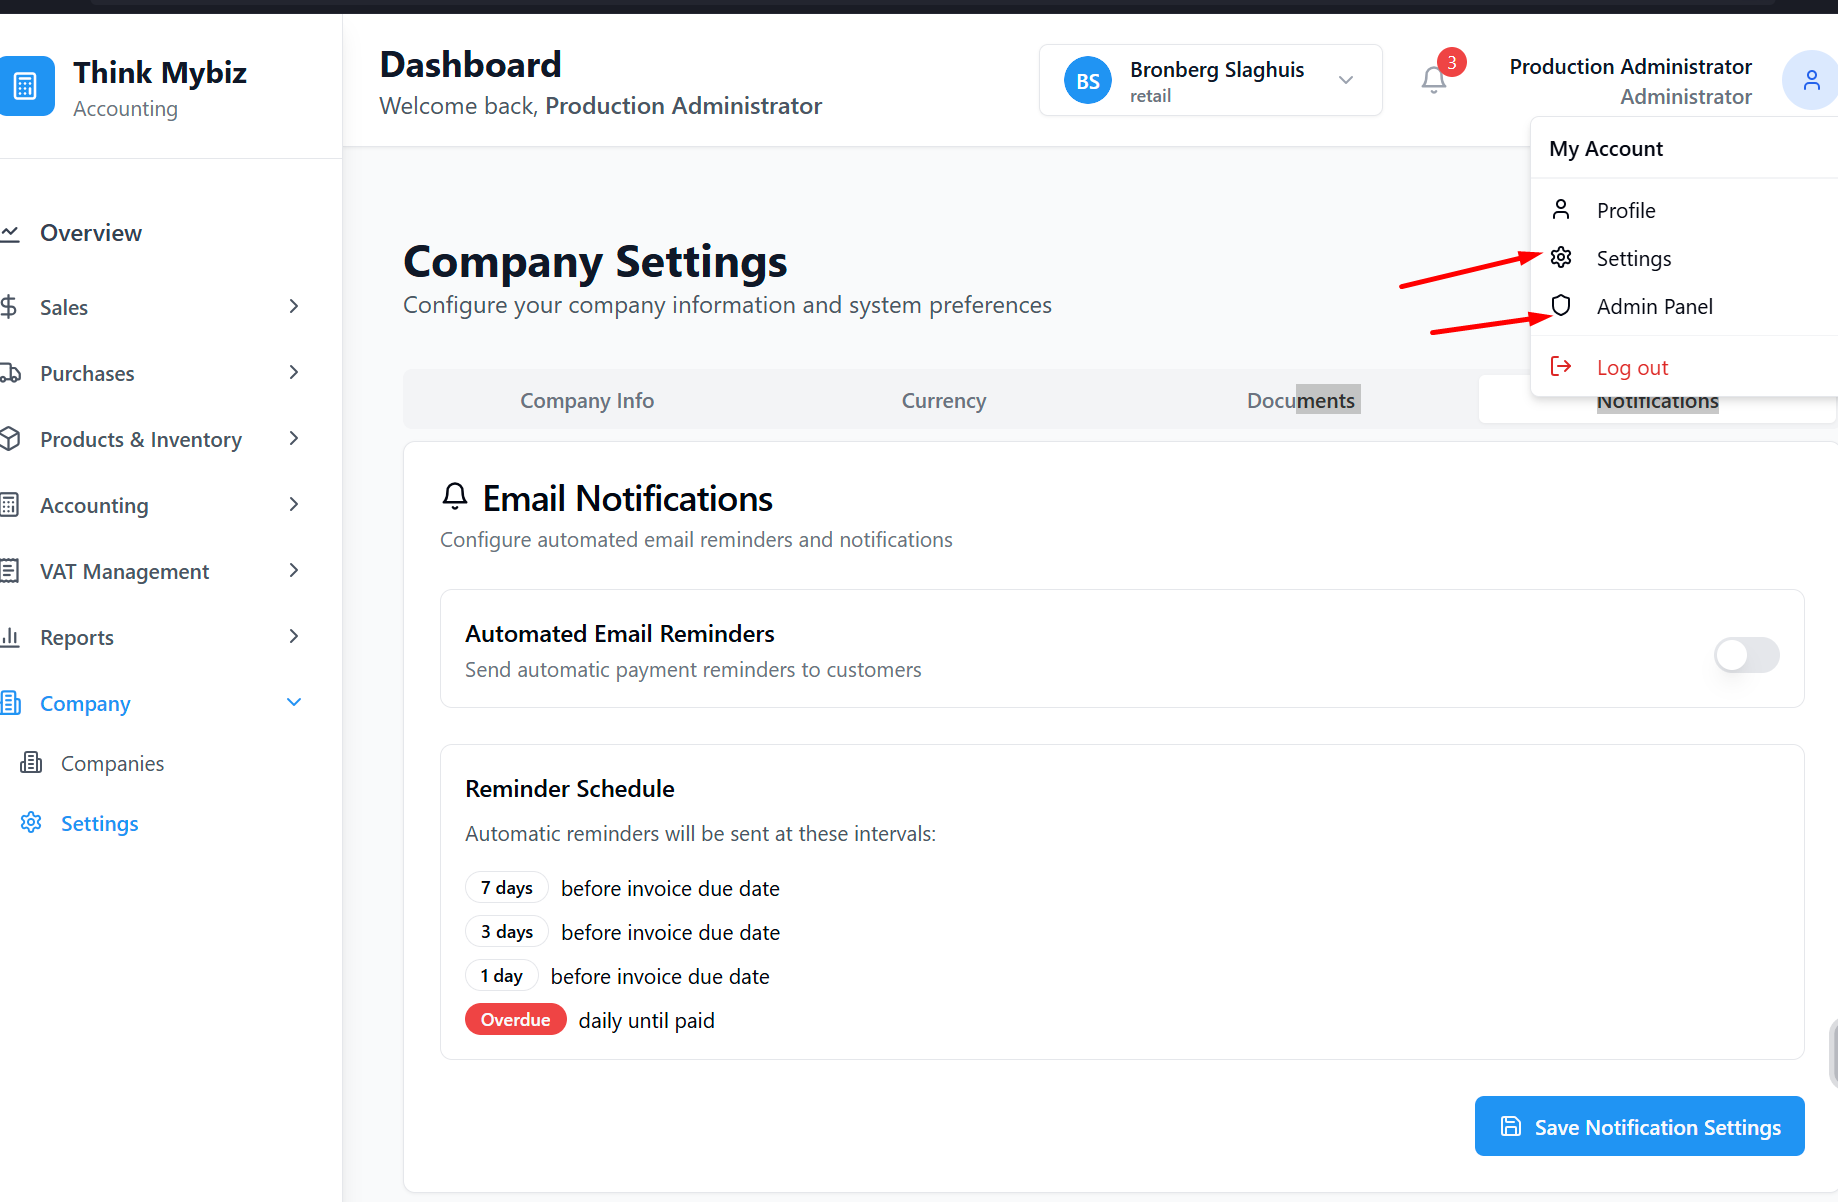 Think Mybiz
Accounting
Dashboard
Welcome back, Production Administrator
BS
Bronberg Slaghuis
retail
3
Production Administrator
Administrator
My Account
Profile
Settings
Admin Panel
Log out
Overview
Sales
Purchases
Products & Inventory
Accounting
VAT Management
Reports
Company
Companies
Settings
Company Settings
Configure your company information and system preferences
Company Info
Currency
Documents
Notifications
Email Notifications
Configure automated email reminders and notifications
Automated Email Reminders
Send automatic payment reminders to customers
Reminder Schedule
Automatic reminders will be sent at these intervals:
7 days before invoice due date
3 days before invoice due date
1 day before invoice due date
Overdue daily until paid
Save Notification Settings